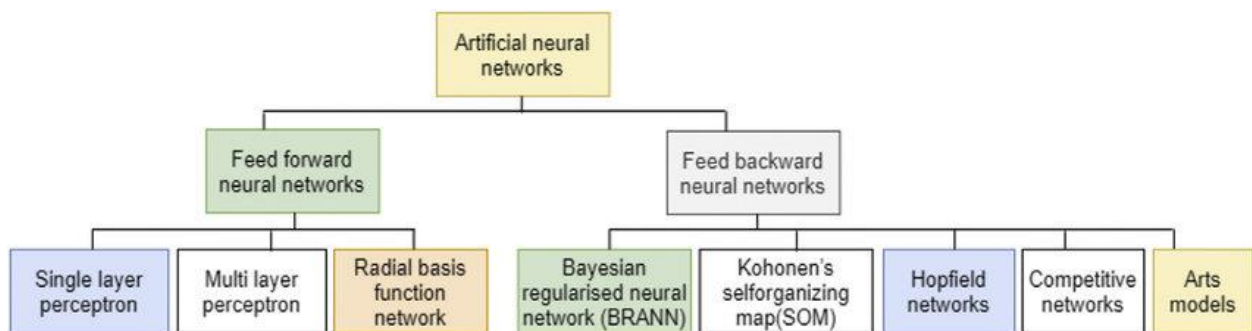 Artificial neural
networks
Feed forward
neural networks
Feed backward
neural networks
Single layer
perceptron
Multi layer
perceptron
Radial basis
function
network
Bayesian
regularised neural
network (BRANN)
Kohonen's
selforganizing
map(SOM)
Hopfield
networks
Competitive
networks
Arts
models